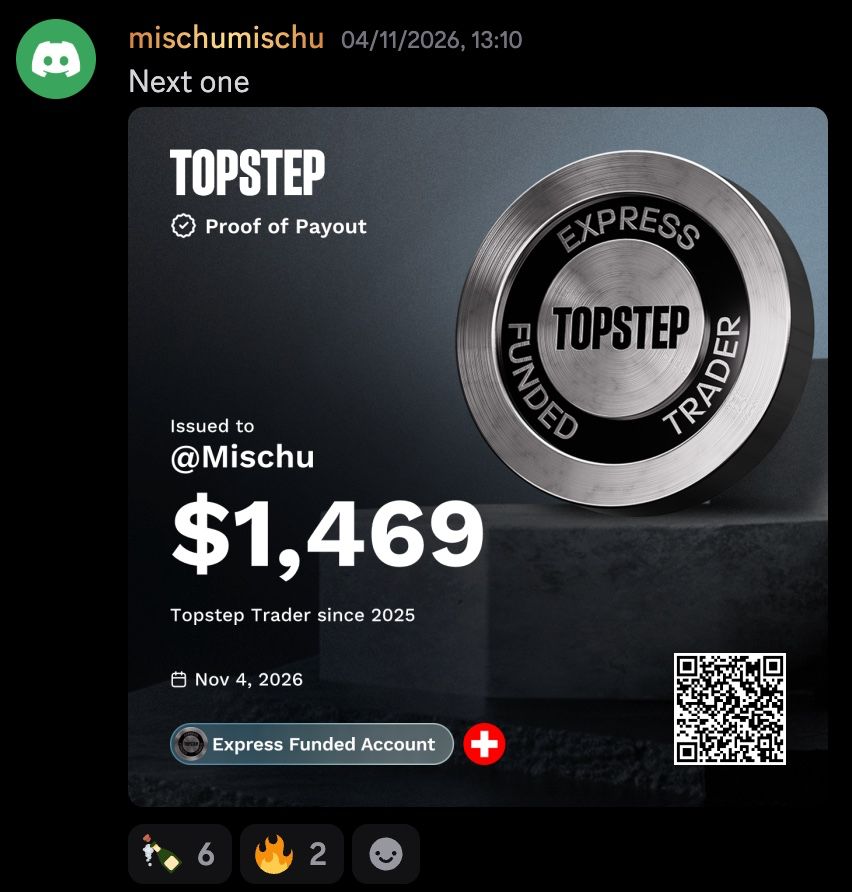 mischumischu 04/11/2026, 13:10
Next one
TOPSTEP
Proof of Payout
EXPRESS
TOPSTEP
FUNDED
TRADER
Issued to
@Mischu
$1,469
Topstep Trader since 2025
Nov 4, 2026
Express Funded Account
6
2